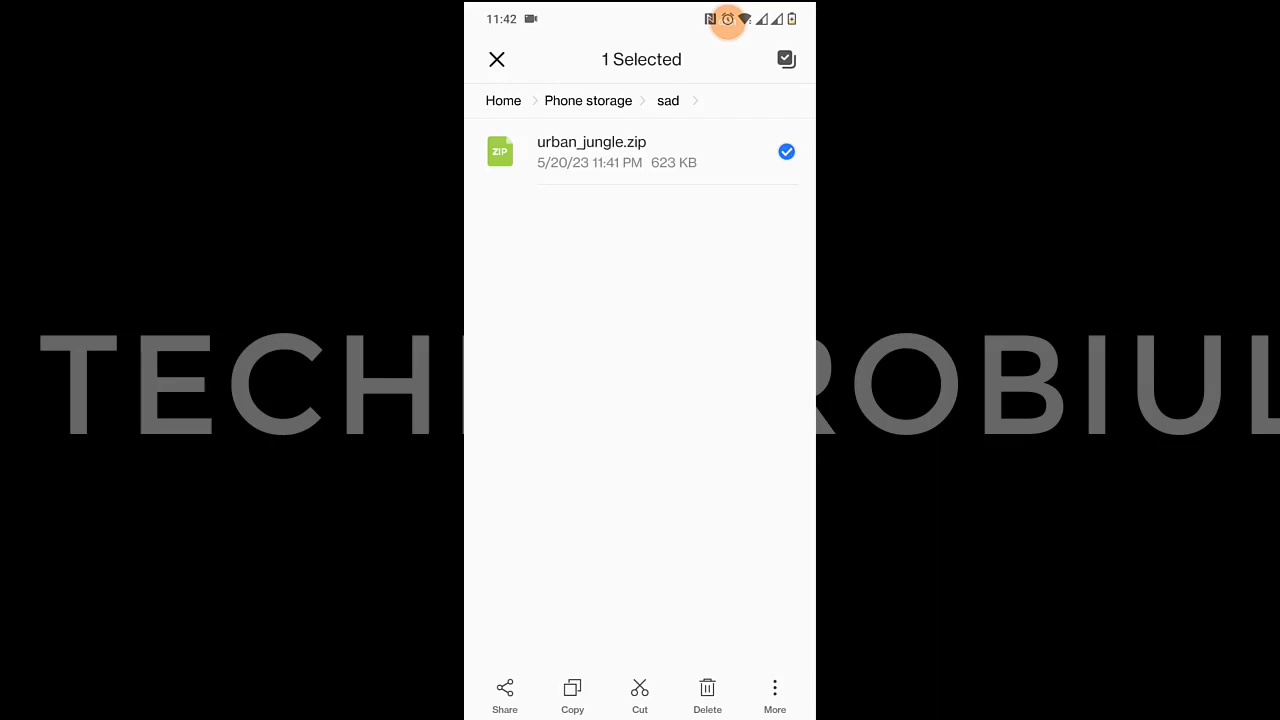 11:42
1 Selected
Home Phone storage sad
ZIP
urban_jungle.zip
5/20/23 11:41 PM 623 KB
TECH ROBIUL
Share Copy Cut Delete More